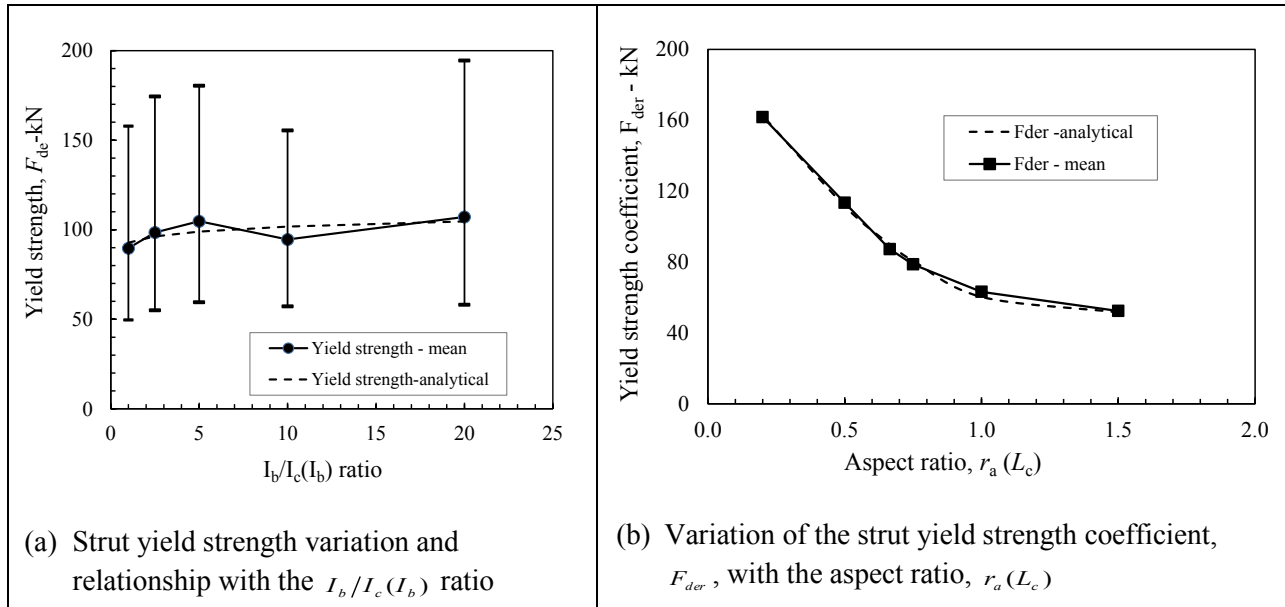 200
150
100
50
0
Yield strength, F_de-kN
Yield strength - mean
Yield strength-analytical
0 5 10 15 20 25
I_b/I_c(I_b) ratio
(a) Strut yield strength variation and
relationship with the I_b/I_c(I_b) ratio
200
160
120
80
40
0
Yield strength coefficient, F_der - kN
Fder -analytical
Fder - mean
0.0 0.5 1.0 1.5 2.0
Aspect ratio, r_a (L_c)
(b) Variation of the strut yield strength coefficient,
F_der , with the aspect ratio, r_a(L_c)